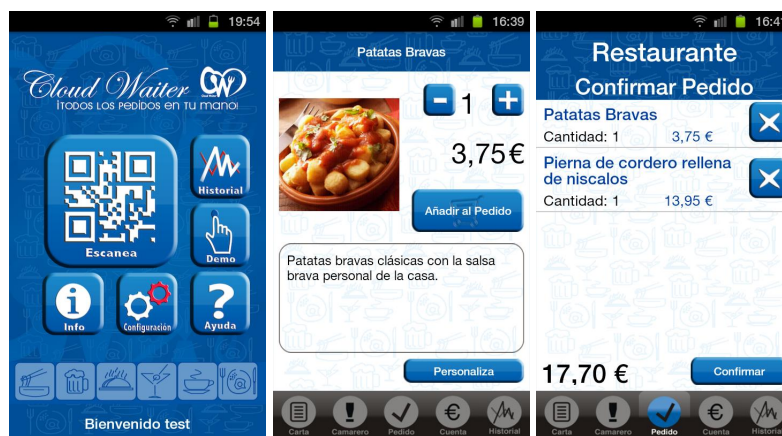 19:54
Cloud Waiter
¡TODOS LOS PEDIDOS EN TU MANO!
Escanea
Historial
Demo
Info
Configuración
Ayuda
Bienvenido test
16:39
Patatas Bravas
- 1 +
3,75€
Añadir al Pedido
Patatas bravas clásicas con la salsa
brava personal de la casa.
Personaliza
Carta Camarero Pedido Cuenta Historial
16:41
Restaurante
Confirmar Pedido
Patatas Bravas
Cantidad: 1 3,75 €
Pierna de cordero rellena
de niscalos
Cantidad: 1 13,95 €
17,70 €
Confirmar
Carta Camarero Pedido Cuenta Historial